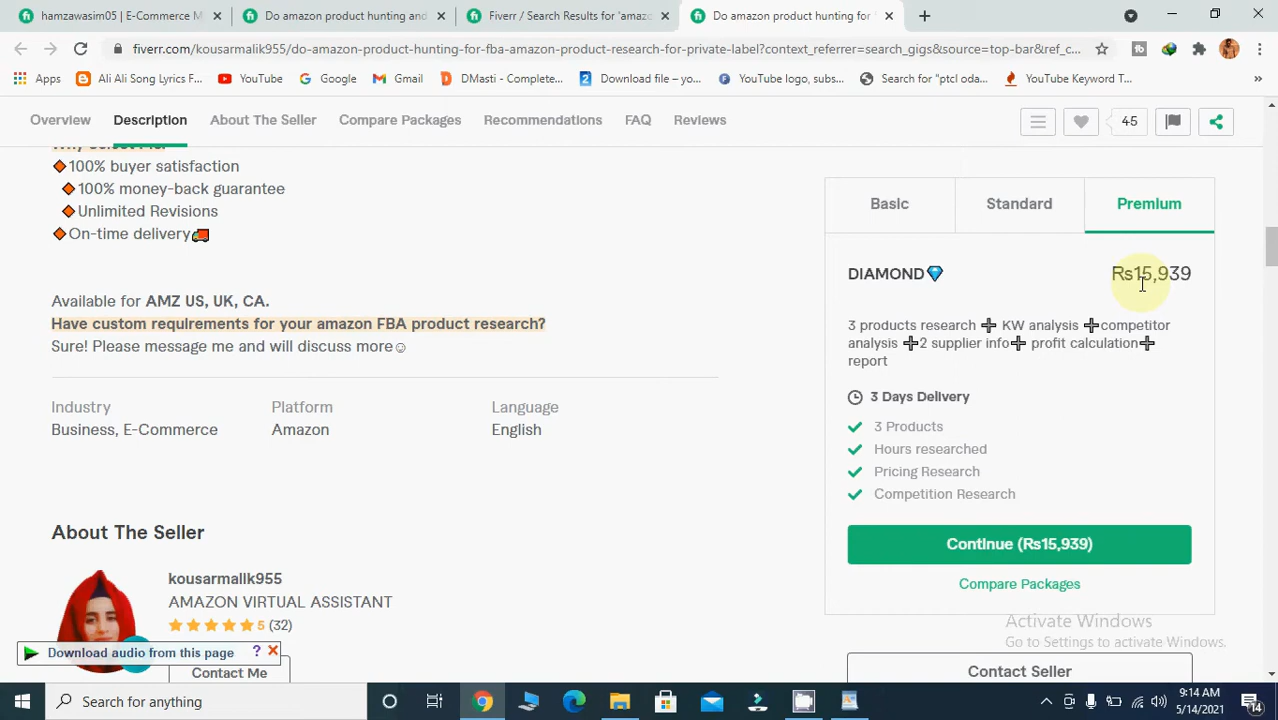 hamzawasim05 | E-Commerce M
Do amazon product hunting and
Fiverr / Search Results for 'amaz
Do amazon product hunting for
fiverr.com/kousarmalik955/do-amazon-product-hunting-for-fba-amazon-product-research-for-private-label?context_referrer=search_gigs&source=top-bar&ref_c...
Apps
Ali Ali Song Lyrics F...
YouTube
Google
Gmail
DMasti - Complete...
Download file – yo...
YouTube logo, subs...
Search for "ptcl oda...
YouTube Keyword T...
Overview
Description
About The Seller
Compare Packages
Recommendations
FAQ
Reviews
45
100% buyer satisfaction
100% money-back guarantee
Unlimited Revisions
On-time delivery
Available for AMZ US, UK, CA.
Have custom requirements for your amazon FBA product research?
Sure! Please message me and will discuss more
Industry
Business, E-Commerce
Platform
Amazon
Language
English
About The Seller
kousarmalik955
AMAZON VIRTUAL ASSISTANT
5 (32)
Contact Me
Download audio from this page ?
Basic
Standard
Premium
DIAMOND
Rs15,939
3 products research ➕ KW analysis ➕competitor
analysis ➕2 supplier info➕ profit calculation➕
report
3 Days Delivery
3 Products
Hours researched
Pricing Research
Competition Research
Continue (Rs15,939)
Compare Packages
Activate Windows
Go to Settings to activate Windows.
Contact Seller
Search for anything
9:14 AM
5/14/2021
14